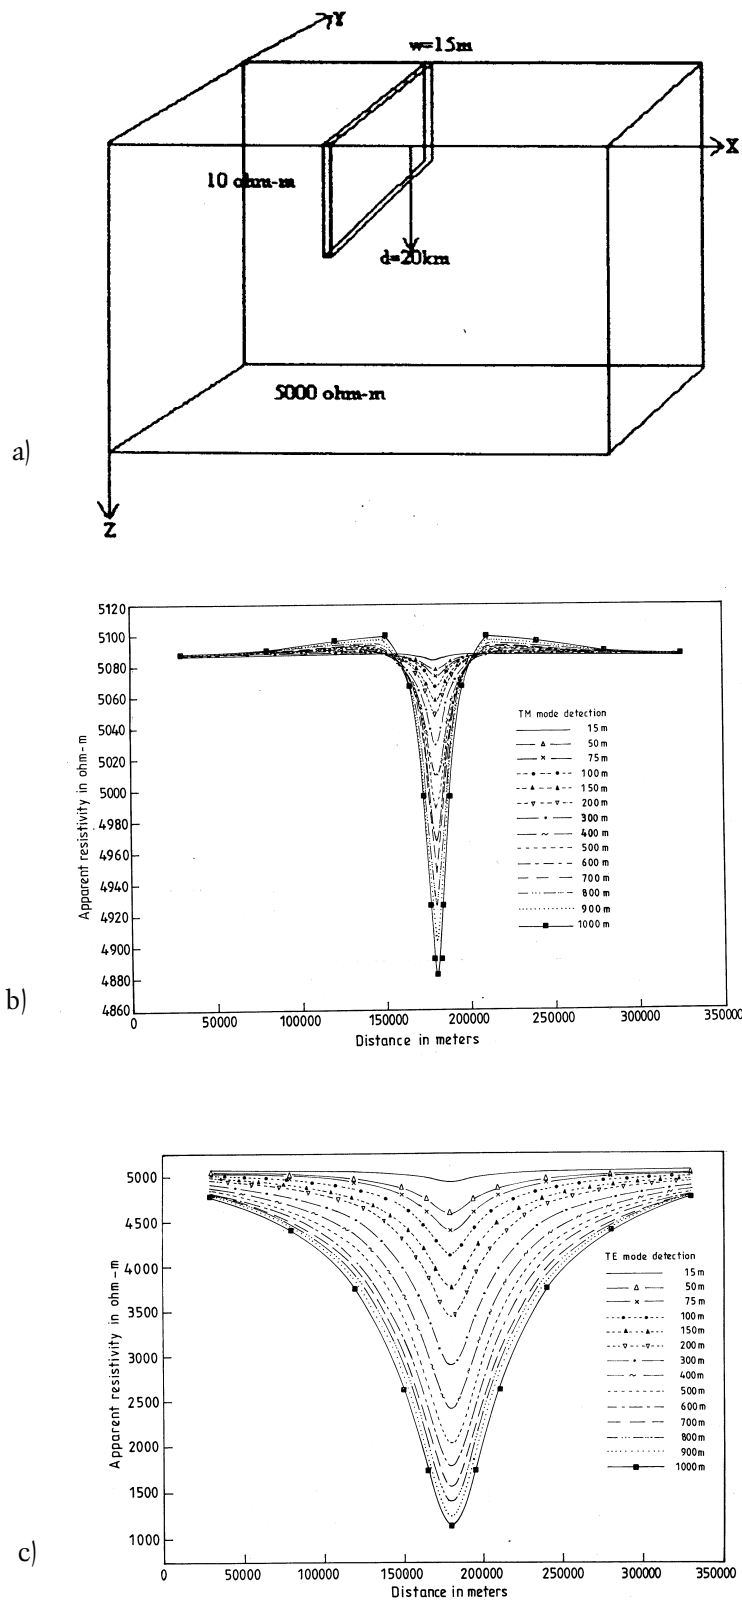 Y
w=15m
X
10 ohm-m
d=20km
5000 ohm-m
a)
Z
5120
5100
5080
5060
5040
5020
5000
4980
4960
4940
4920
4900
4880
4860
Apparent resistivity in ohm-m
TM mode detection
15 m
50 m
75 m
100 m
150 m
200 m
300 m
400 m
500 m
600 m
700 m
800 m
900 m
1000 m
b)
0 50000 100000 150000 200000 250000 300000 350000
Distance in meters
5000
4500
4000
3500
3000
2500
2000
1500
1000
Apparent resistivity in ohm-m
TE mode detection
15 m
50 m
75 m
100 m
150 m
200 m
300 m
400 m
500 m
600 m
700 m
800 m
900 m
1000 m
c)
0 50000 100000 150000 200000 250000 300000 350000
Distance in meters